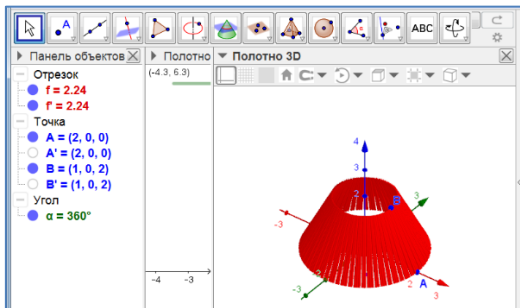 ABC
Панель объектов
Полотно
Полотно 3D
Отрезок
f = 2.24
f' = 2.24
Точка
A = (2, 0, 0)
A' = (2, 0, 0)
B = (1, 0, 2)
B' = (1, 0, 2)
Угол
α = 360°
(-4.3, 6.3)
-4
-3
4
3
2
-3
3
B
-3
2
A
3